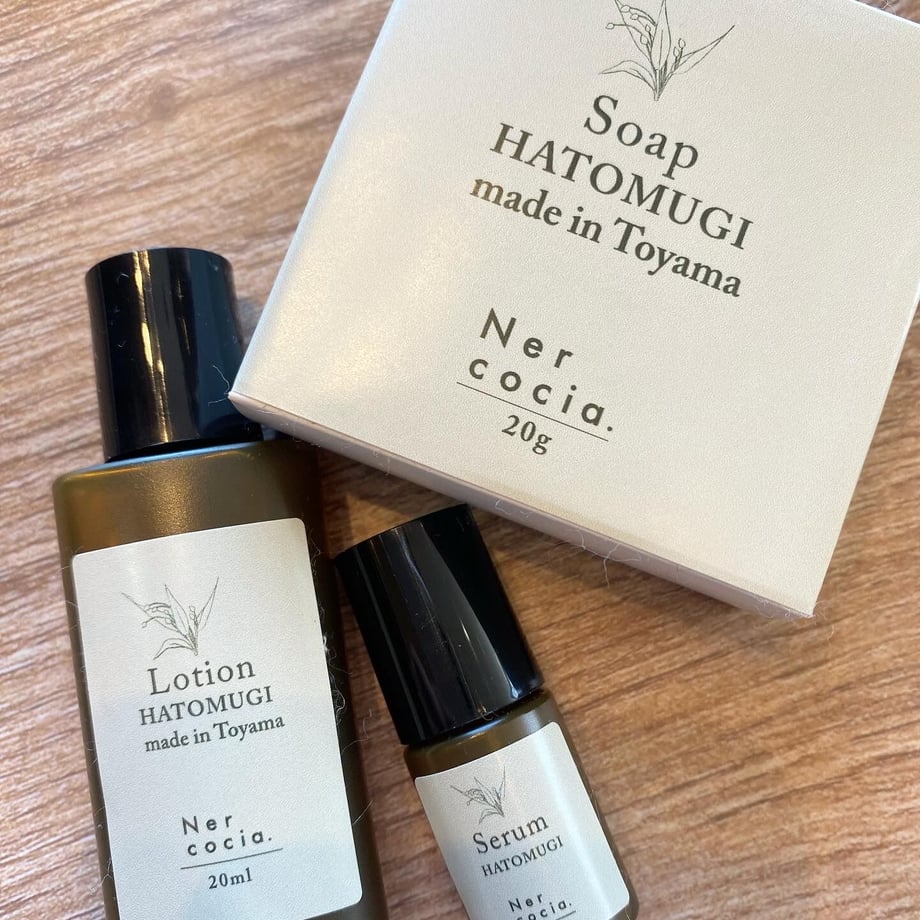 Soap
HATOMUGI
made in Toyama
Ner
cocia.
20g
Lotion
HATOMUGI
made in Toyama
Ner
cocia.
20ml
Serum
HATOMUGI
Ner
cocia.